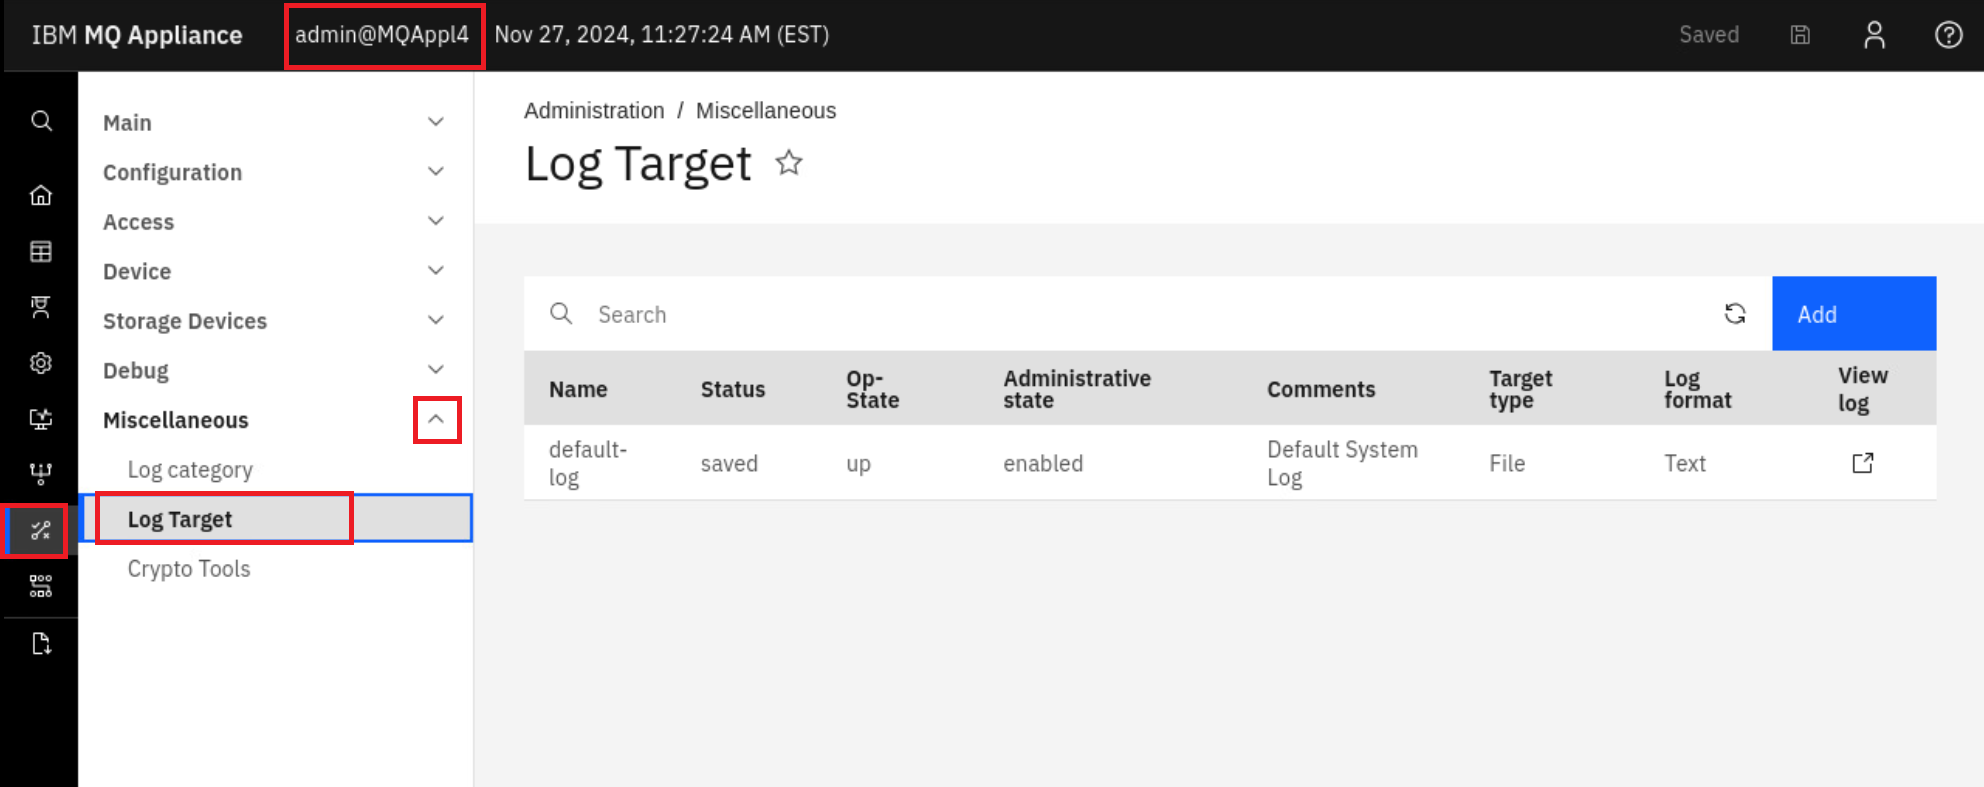 IBM MQ Appliance admin@MQAppl4 Nov 27, 2024, 11:27:24 AM (EST) Saved
Main
Configuration
Access
Device
Storage Devices
Debug
Miscellaneous
Log category
Log Target
Crypto Tools
Administration / Miscellaneous
Log Target
Search Add
Name Status Op-State Administrative state Comments Target type Log format View log
default-log saved up enabled Default System Log File Text